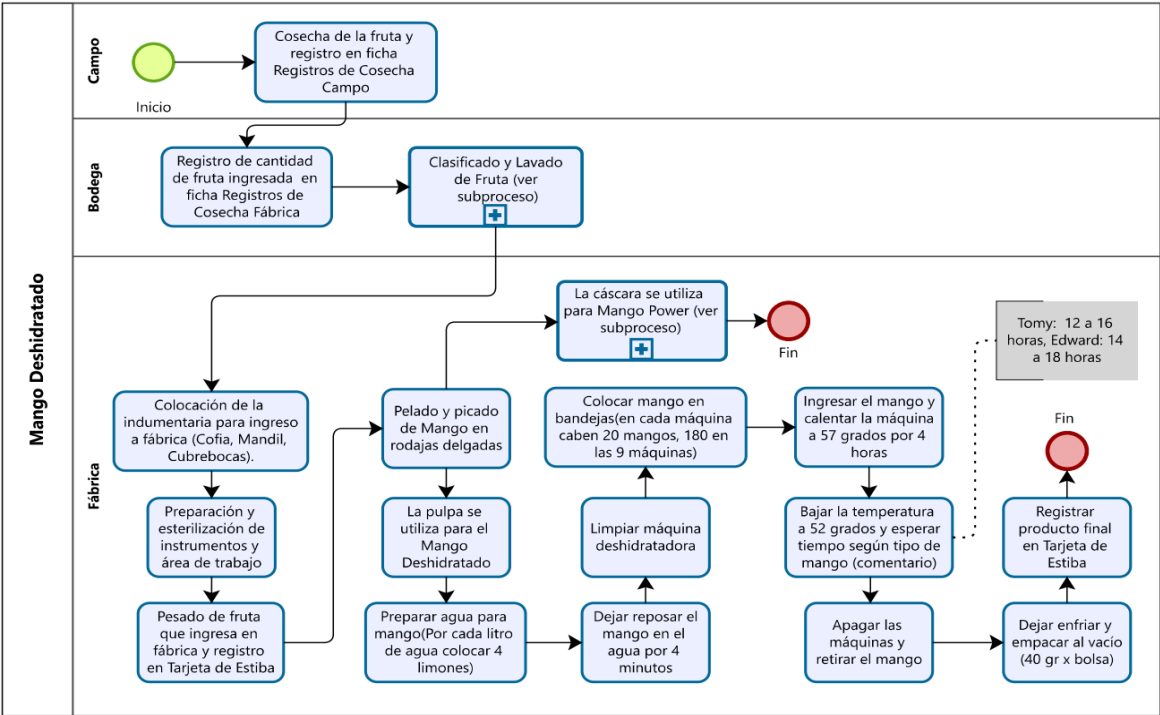 Mango Deshidratado
Campo
Inicio
Cosecha de la fruta y
registro en ficha
Registros de Cosecha
Campo
Bodega
Registro de cantidad
de fruta ingresada en
ficha Registros de
Cosecha Fábrica
Clasificado y Lavado
de Fruta (ver
subproceso)
Fábrica
Colocación de la
indumentaria para ingreso
a fábrica (Cofia, Mandil,
Cubrebocas).
Preparación y
esterilización de
instrumentos y
área de trabajo
Pesado de fruta
que ingresa en
fábrica y registro
en Tarjeta de Estiba
Pelado y picado
de Mango en
rodajas delgadas
La cáscara se utiliza
para Mango Power (ver
subproceso)
Fin
La pulpa se
utiliza para el
Mango
Deshidratado
Preparar agua para
mango(Por cada litro
de agua colocar 4
limones)
Dejar reposar el
mango en el
agua por 4
minutos
Limpiar máquina
deshidratadora
Colocar mango en
bandejas(en cada máquina
caben 20 mangos, 180 en
las 9 máquinas)
Ingresar el mango y
calentar la máquina
a 57 grados por 4
horas
Bajar la temperatura
a 52 grados y esperar
tiempo según tipo de
mango (comentario)
Tomy: 12 a 16
horas, Edward: 14
a 18 horas
Apagar las
máquinas y
retirar el mango
Dejar enfriar y
empacar al vacío
(40 gr x bolsa)
Registrar
producto final
en Tarjeta de
Estiba
Fin